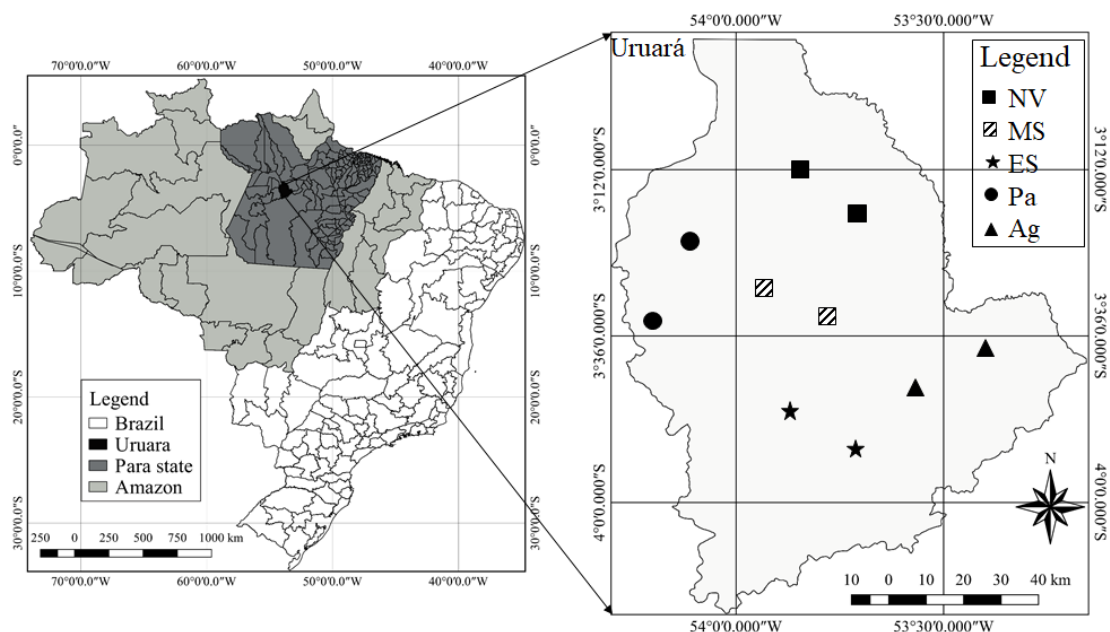 70°0'0.0"W 60°0'0.0"W 50°0'0.0"W 40°0'0.0"W
0°0'0.0"S
10°0'0.0"S
20°0'0.0"S
30°0'0.0"S
Legend
Brazil
Uruara
Para state
Amazon
250 0 250 500 750 1000 km
0°0'0.0"S
10°0'0.0"S
20°0'0.0"S
30°0'0.0"S
70°0'0.0"W 60°0'0.0"W 50°0'0.0"W 40°0'0.0"W
54°0'0.000"W 53°30'0.000"W
Uruará
Legend
NV
MS
ES
Pa
Ag
3°12'0.000"S
3°36'0.000"S
4°0'0.000"S
3°12'0.000"S
3°36'0.000"S
4°0'0.000"S
N
10 0 10 20 30 40 km
54°0'0.000"W 53°30'0.000"W